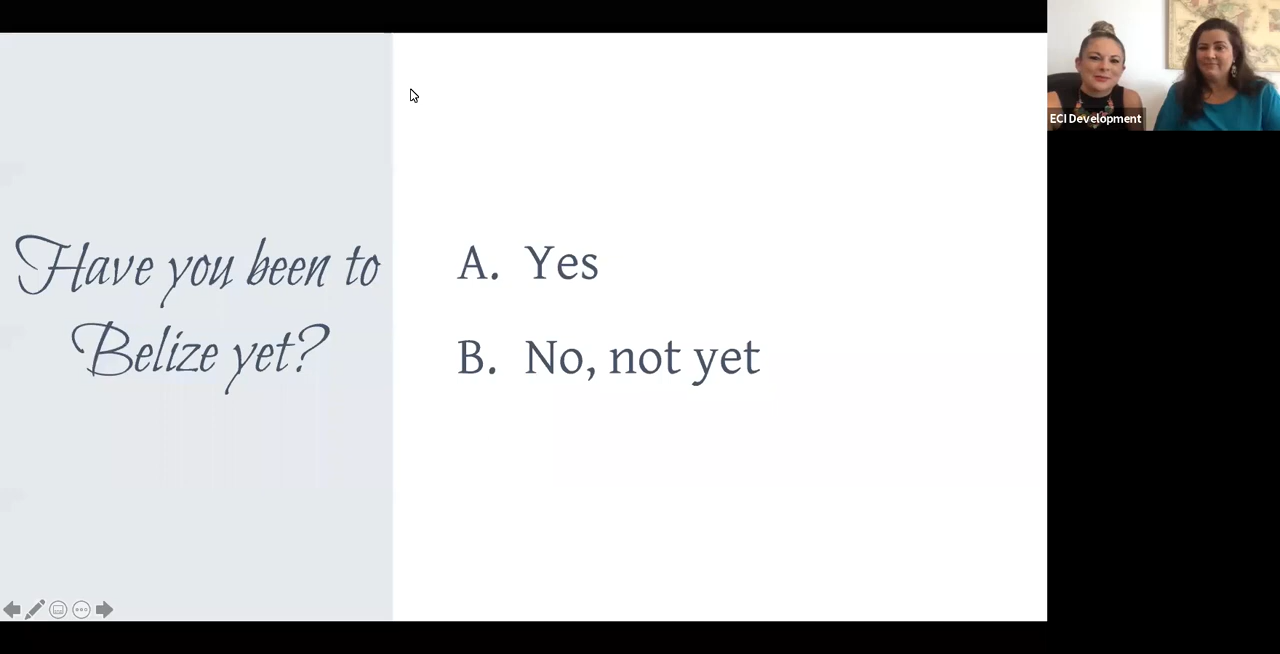 Have you been to
Belize yet?
A. Yes
B. No, not yet
ECI Development